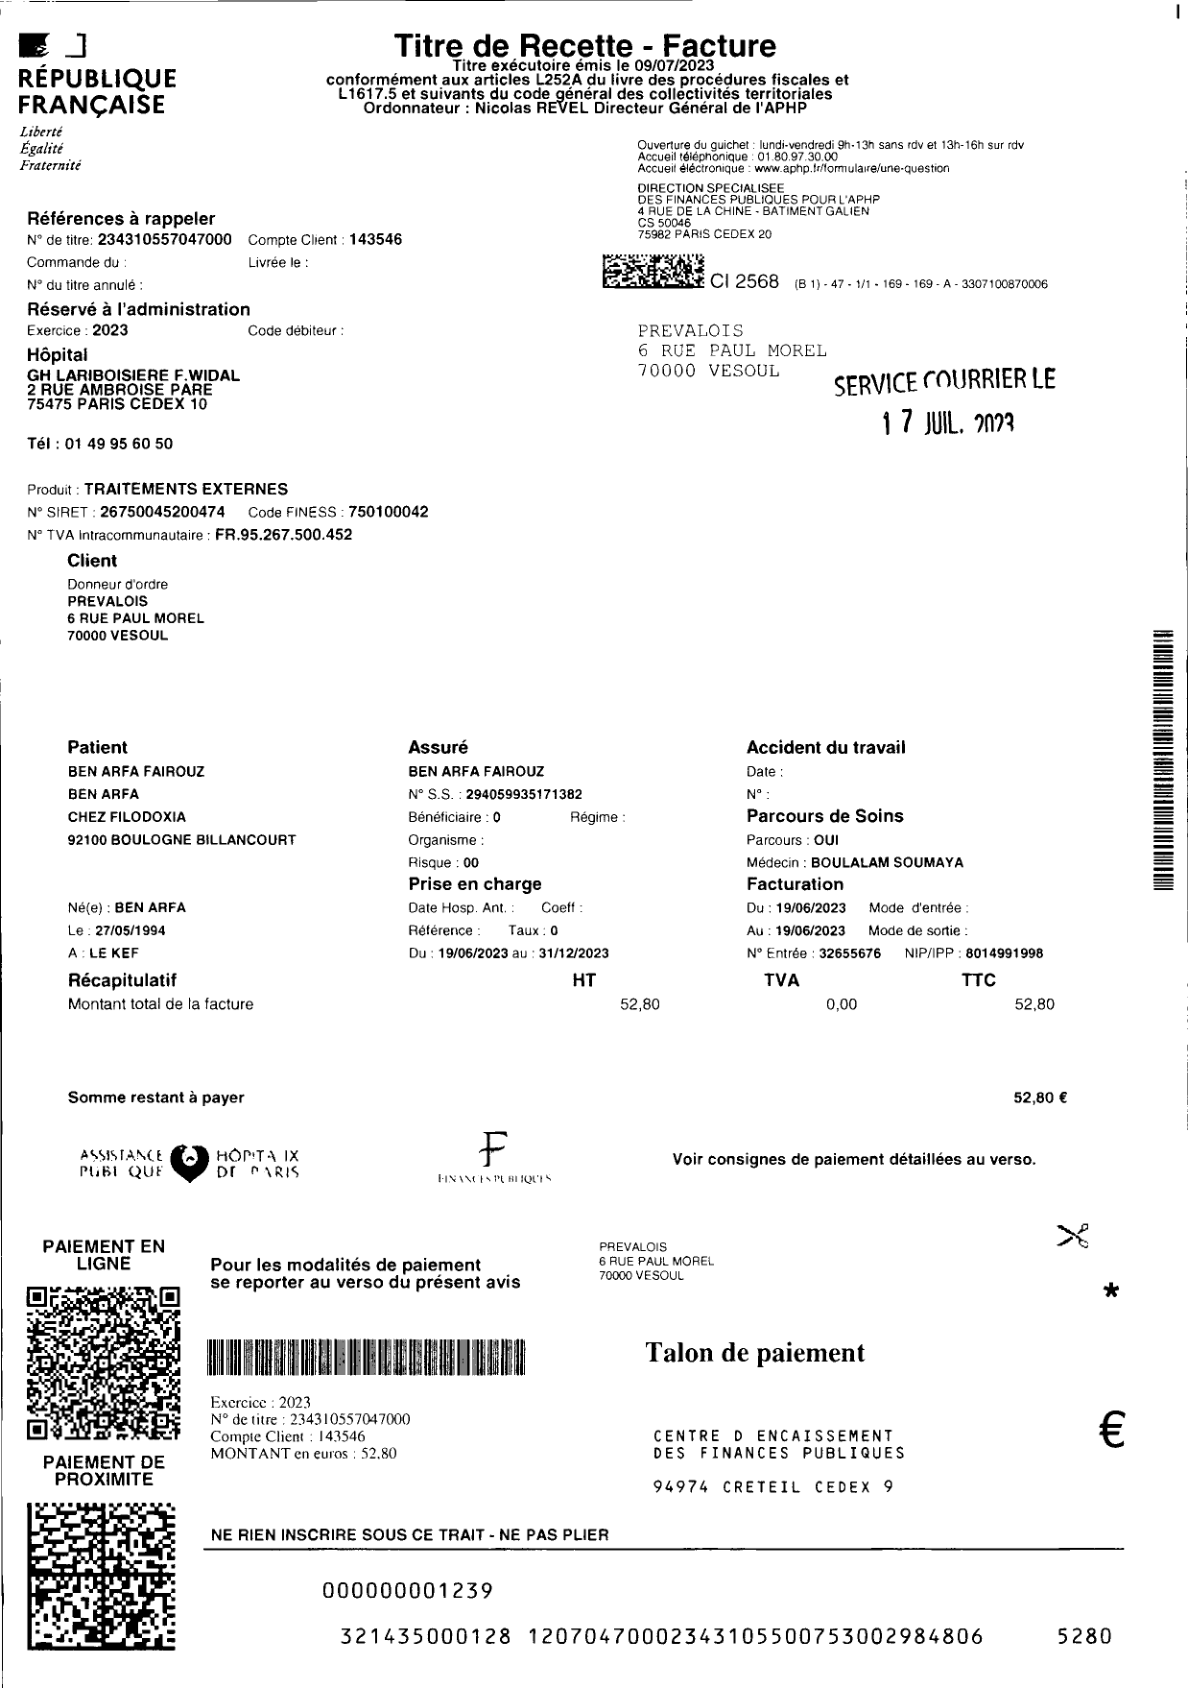 Titre de Recette - Facture
Titre exécutoire émis le 09/07/2023
conformément aux articles L252A du livre des procédures fiscales et
L1617.5 et suivants du code général des collectivités territoriales
Ordonnateur : Nicolas REVEL Directeur Général de l'APHP
RÉPUBLIQUE
FRANÇAISE
Liberté
Égalité
Fraternité
Ouverture du guichet : lundi-vendredi 9h-13h sans rdv et 13h-16h sur rdv
Accueil téléphonique : 01.80.97.30.00
Accueil éléctronique : www.aphp.fr/formulaire/une-question
DIRECTION SPECIALISEE
DES FINANCES PUBLIQUES POUR L'APHP
4 RUE DE LA CHINE - BATIMENT GALIEN
CS 50046
75982 PARIS CEDEX 20
Références à rappeler
N° de titre: 234310557047000 Compte Client : 143546
Commande du : Livrée le :
N° du titre annulé :
CI 2568 (B 1) - 47 - 1/1 - 169 - 169 - A - 3307100870006
Réservé à l'administration
Exercice : 2023 Code débiteur :
Hôpital
GH LARIBOISIERE F.WIDAL
2 RUE AMBROISE PARE
75475 PARIS CEDEX 10
Tél : 01 49 95 60 50
PREVALOIS
6 RUE PAUL MOREL
70000 VESOUL
SERVICE COURRIER LE
17 JUIL. 2023
Produit : TRAITEMENTS EXTERNES
N° SIRET : 26750045200474 Code FINESS : 750100042
N° TVA Intracommunautaire : FR.95.267.500.452
Client
Donneur d'ordre
PREVALOIS
6 RUE PAUL MOREL
70000 VESOUL
Patient
BEN ARFA FAIROUZ
BEN ARFA
CHEZ FILODOXIA
92100 BOULOGNE BILLANCOURT
Né(e) : BEN ARFA
Le : 27/05/1994
A : LE KEF
Assuré
BEN ARFA FAIROUZ
N° S.S. : 294059935171382
Bénéficiaire : 0 Régime :
Organisme :
Risque : 00
Prise en charge
Date Hosp. Ant. : Coeff :
Référence : Taux : 0
Du : 19/06/2023 au : 31/12/2023
Accident du travail
Date :
N° :
Parcours de Soins
Parcours : OUI
Médecin : BOULALAM SOUMAYA
Facturation
Du : 19/06/2023 Mode d'entrée :
Au : 19/06/2023 Mode de sortie :
N° Entrée : 32655676 NIP/IPP : 8014991998
Récapitulatif HT TVA TTC
Montant total de la facture 52,80 0,00 52,80
Somme restant à payer 52,80 €
ASSISTANCE HÔPITAUX
PUBLIQUE DE PARIS
FINANCES PUBLIQUES
Voir consignes de paiement détaillées au verso.
PAIEMENT EN
LIGNE
Pour les modalités de paiement
se reporter au verso du présent avis
PREVALOIS
6 RUE PAUL MOREL
70000 VESOUL
*
Talon de paiement
Exercice : 2023
N° de titre : 234310557047000
Compte Client : 143546
MONTANT en euros : 52,80
€
CENTRE D ENCAISSEMENT
DES FINANCES PUBLIQUES
94974 CRETEIL CEDEX 9
PAIEMENT DE
PROXIMITE
NE RIEN INSCRIRE SOUS CE TRAIT - NE PAS PLIER
000000001239
321435000128 120704700023431055007530029848​06 5280